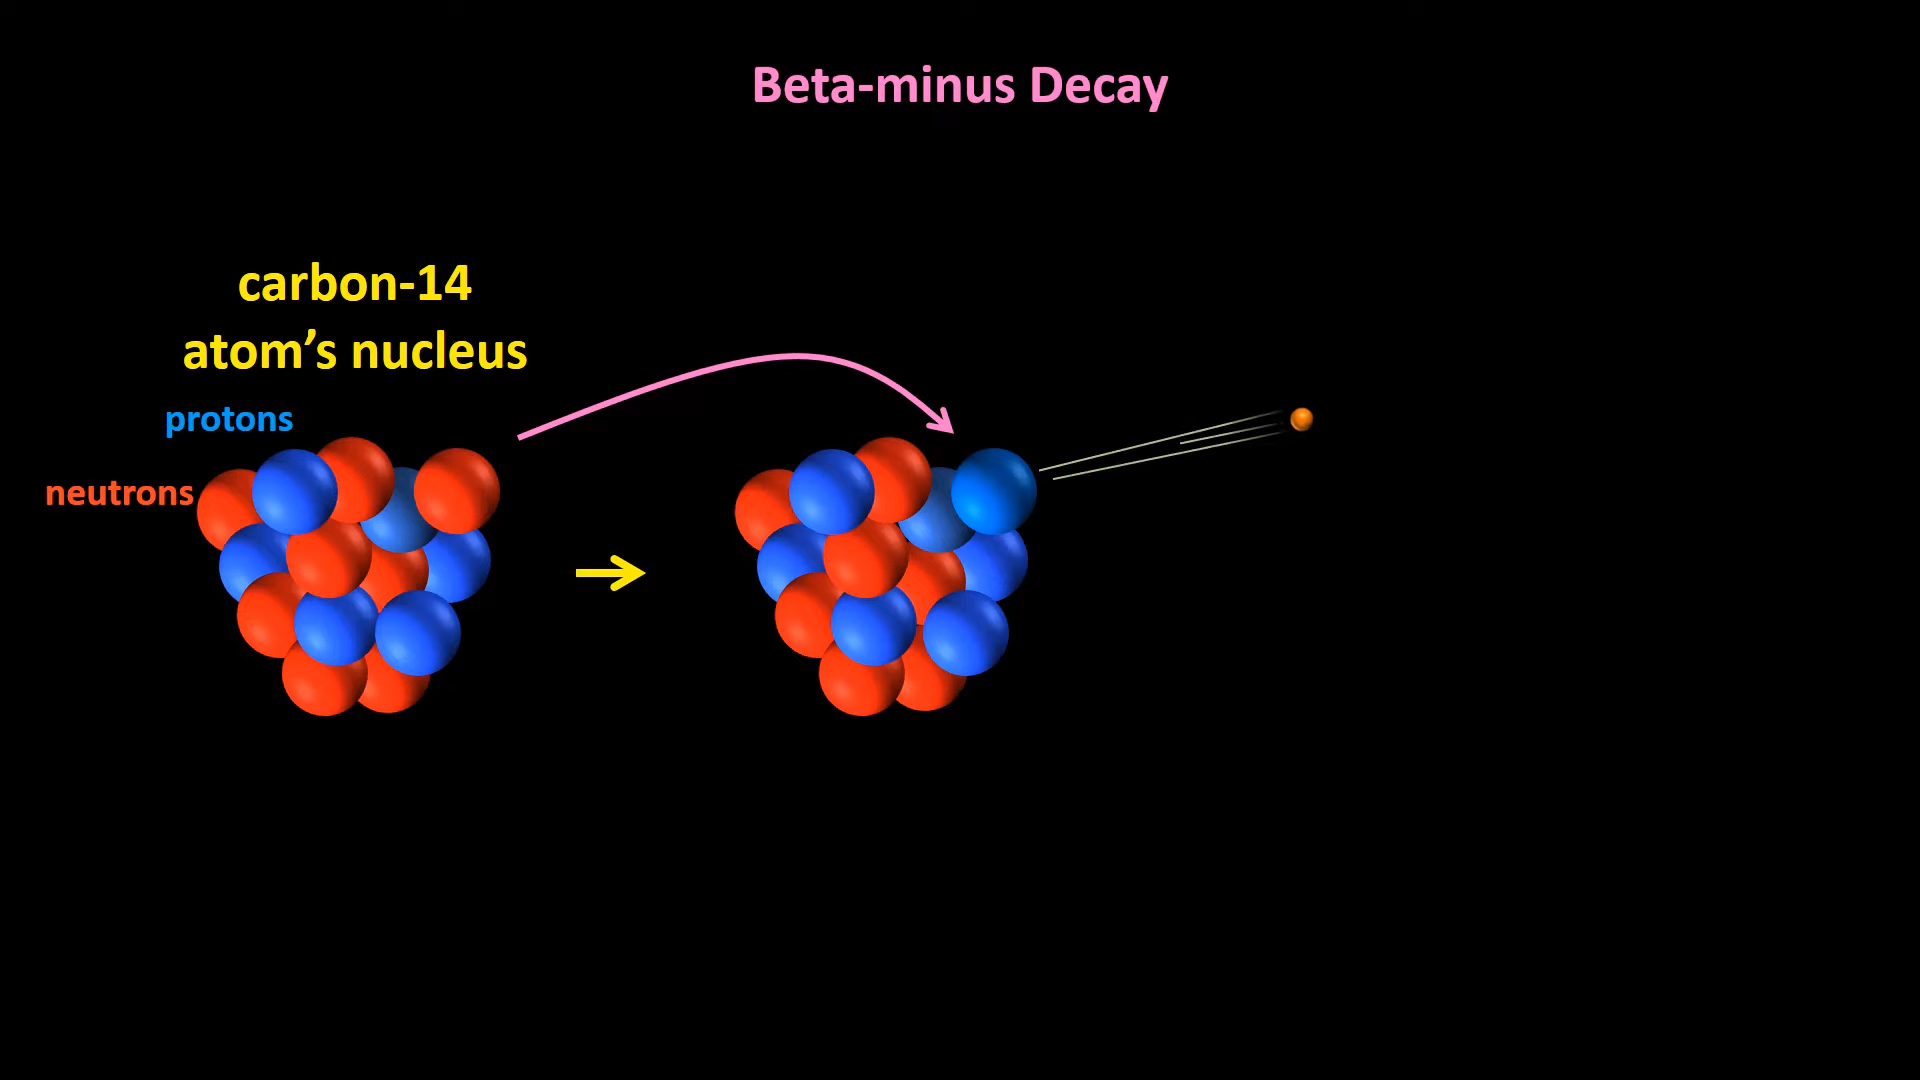 Beta-minus Decay
carbon-14
atom’s nucleus
protons
neutrons